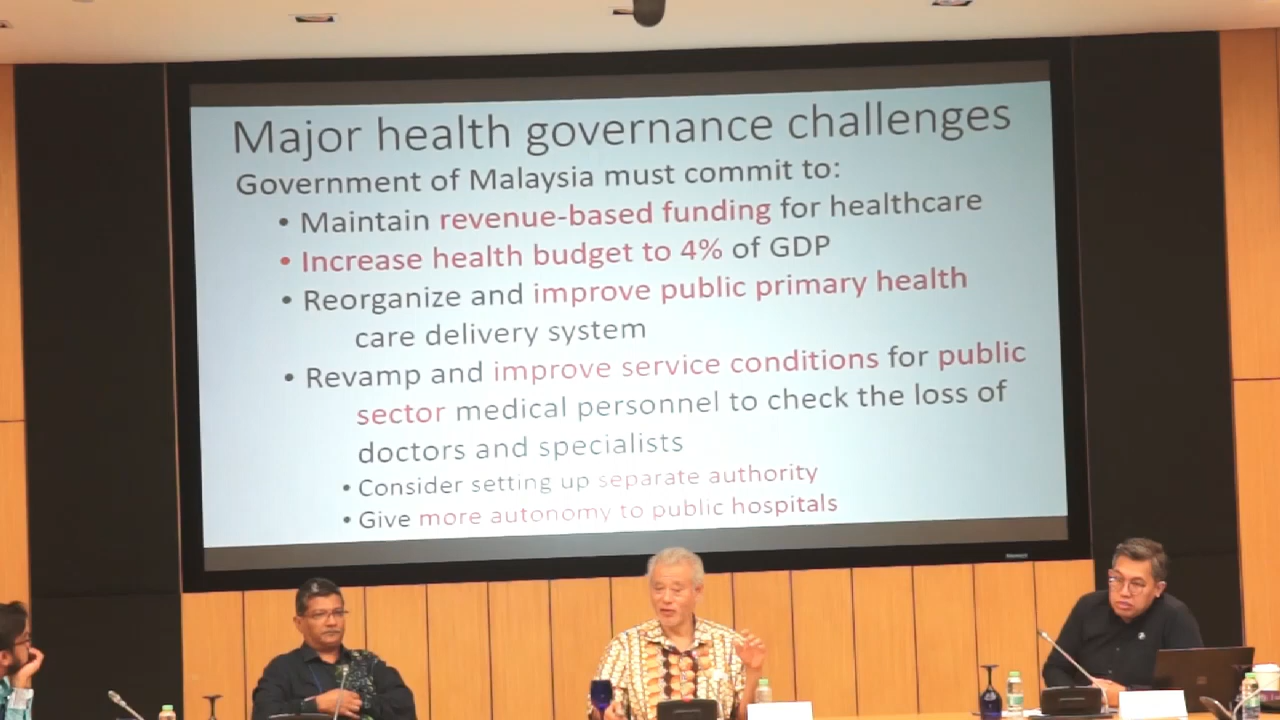 Major health governance challenges
Government of Malaysia must commit to:
• Maintain revenue-based funding for healthcare
• Increase health budget to 4% of GDP
• Reorganize and improve public primary health
care delivery system
• Revamp and improve service conditions for public
sector medical personnel to check the loss of
doctors and specialists
• Consider setting up separate authority
• Give more autonomy to public hospitals